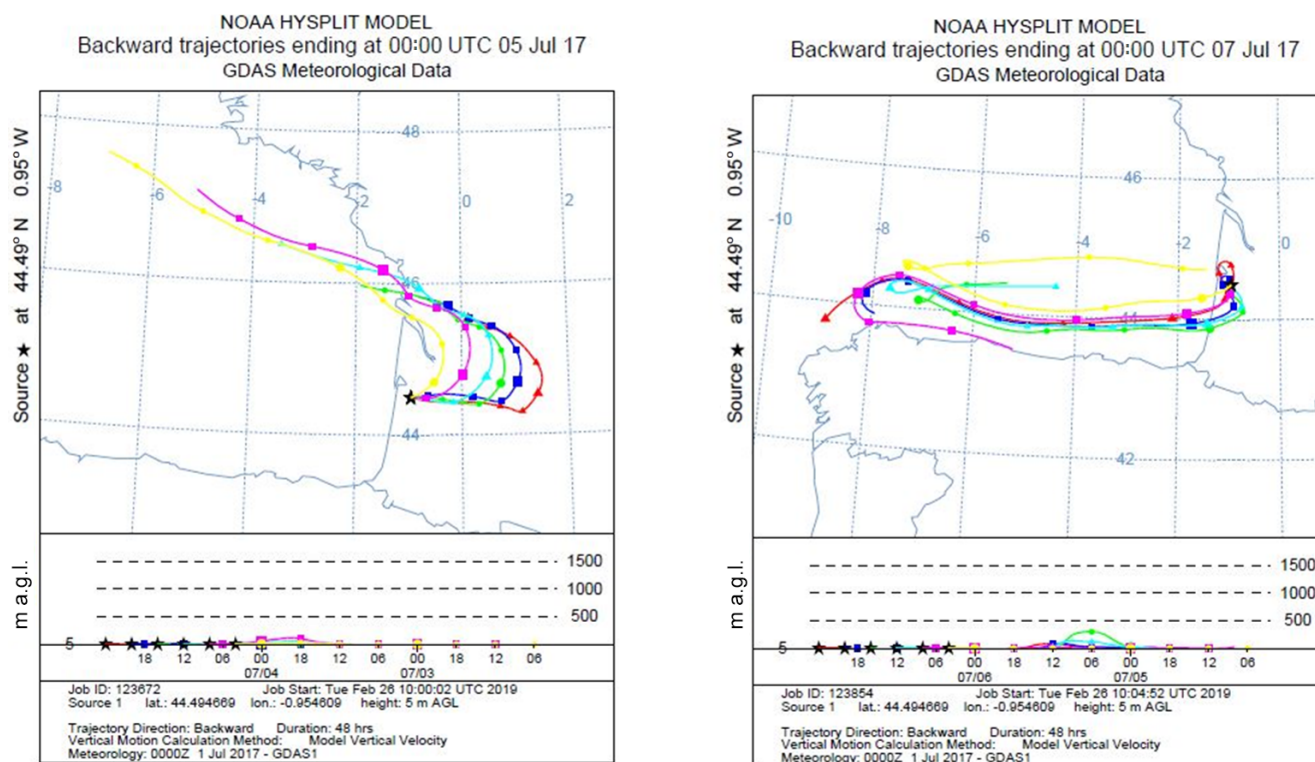 NOAA HYSPLIT MODEL
Backward trajectories ending at 00:00 UTC 05 Jul 17
GDAS Meteorological Data
Source ★ at 44.49° N 0.95° W
48
-8
-6
-4
-2
0
2
46
44
m a.g.l.
1500
1000
500
5
18 12 06 00 18 12 06 00 18 12 06
07/04 07/03
Job ID: 123672 Job Start: Tue Feb 26 10:00:02 UTC 2019
Source 1 lat.: 44.494669 lon.: -0.954609 height: 5 m AGL
Trajectory Direction: Backward Duration: 48 hrs
Vertical Motion Calculation Method: Model Vertical Velocity
Meteorology: 0000Z 1 Jul 2017 - GDAS1
NOAA HYSPLIT MODEL
Backward trajectories ending at 00:00 UTC 07 Jul 17
GDAS Meteorological Data
Source ★ at 44.49° N 0.95° W
46
-10
-8
-6
-4
-2
0
44
42
m a.g.l.
1500
1000
500
5
18 12 06 00 18 12 06 00 18 12 06
07/06 07/05
Job ID: 123854 Job Start: Tue Feb 26 10:04:52 UTC 2019
Source 1 lat.: 44.494669 lon.: -0.954609 height: 5 m AGL
Trajectory Direction: Backward Duration: 48 hrs
Vertical Motion Calculation Method: Model Vertical Velocity
Meteorology: 0000Z 1 Jul 2017 - GDAS1